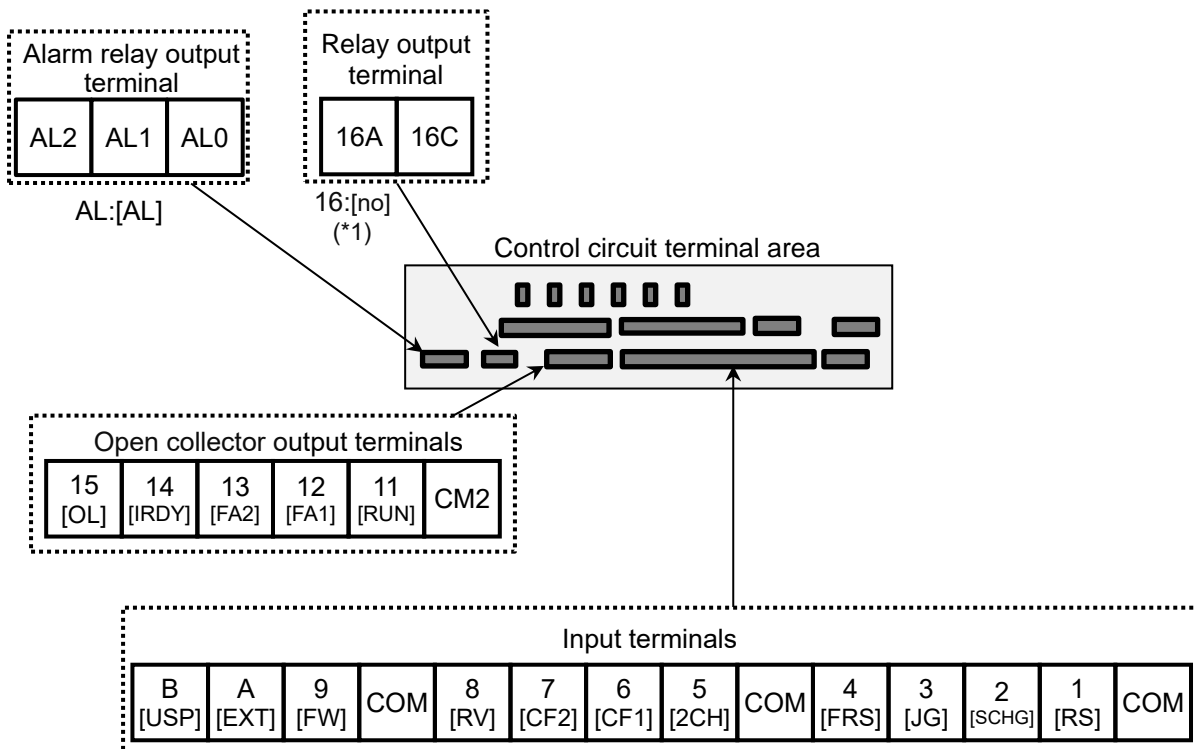 Alarm relay output
terminal
AL2 AL1 AL0
AL:[AL]
Relay output
terminal
16A 16C
16:[no]
(*1)
Control circuit terminal area
Open collector output terminals
15 14 13 12 11 CM2
[OL] [IRDY] [FA2] [FA1] [RUN]
Input terminals
B A 9 COM 8 7 6 5 COM 4 3 2 1 COM
[USP] [EXT] [FW] [RV] [CF2] [CF1] [2CH] [FRS] [JG] [SCHG] [RS]